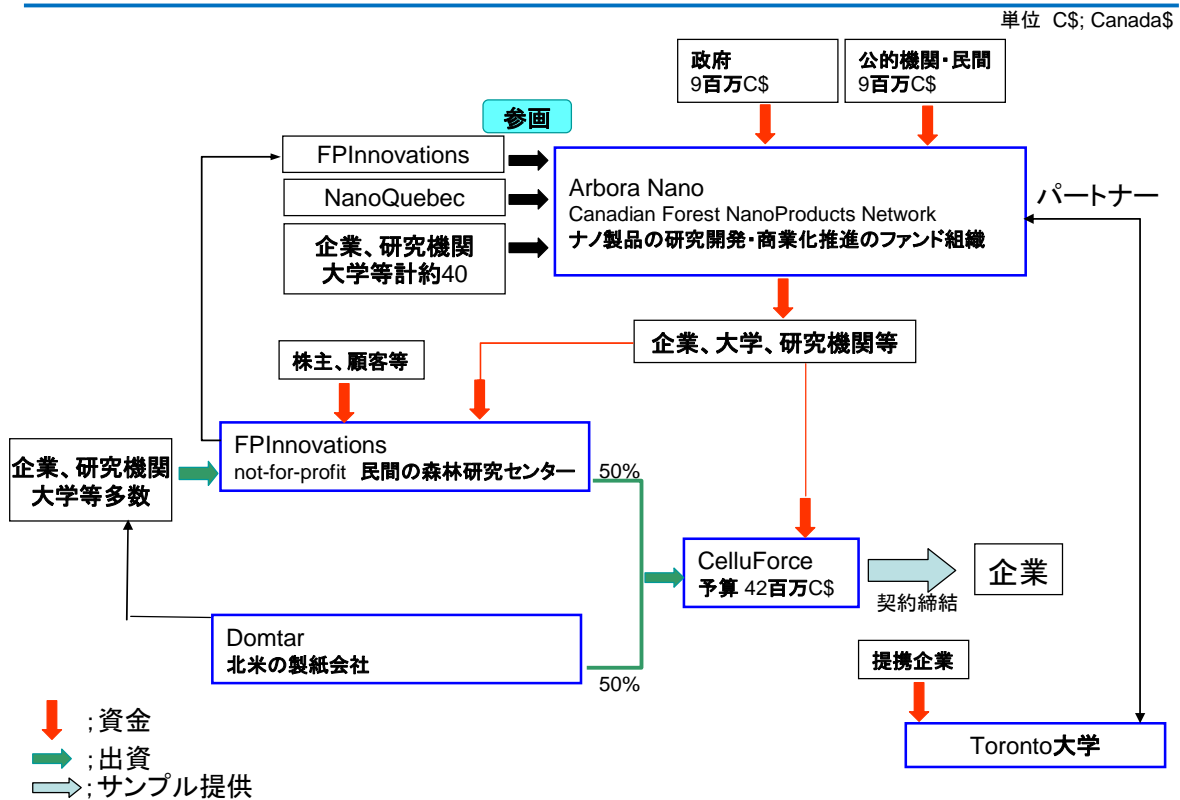 単位 C$; Canada$
政府
9百万C$
公的機関・民間
9百万C$
参画
FPInnovations
NanoQuebec
企業、研究機関
大学等計約40
Arbora Nano
Canadian Forest NanoProducts Network
ナノ製品の研究開発・商業化推進のファンド組織
パートナー
企業、大学、研究機関等
株主、顧客等
FPInnovations
not-for-profit 民間の森林研究センター
50%
企業、研究機関
大学等多数
CelluForce
予算 42百万C$
契約締結
企業
Domtar
北米の製紙会社
50%
提携企業
Toronto大学
;資金
;出資
;サンプル提供